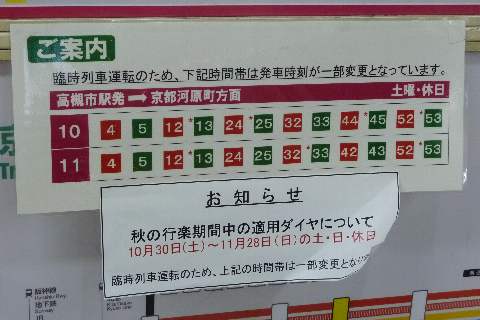 ご案内
臨時列車運転のため、下記時間帯は発車時刻が一部変更となっています。
高槻市駅発 → 京都河原町方面 土曜・休日
10 4 5 12 *13 24 *25 32 33 44 *45 52 *53
11 4 5 12 *13 24 *25 32 *33 42 43 52 *53
お知らせ
秋の行楽期間中の適用ダイヤについて
10月30日(土)~11月28日(日)の土・日・休日
臨時列車運転のため、上記の時間帯は一部変更とな
阪神線
地下鉄